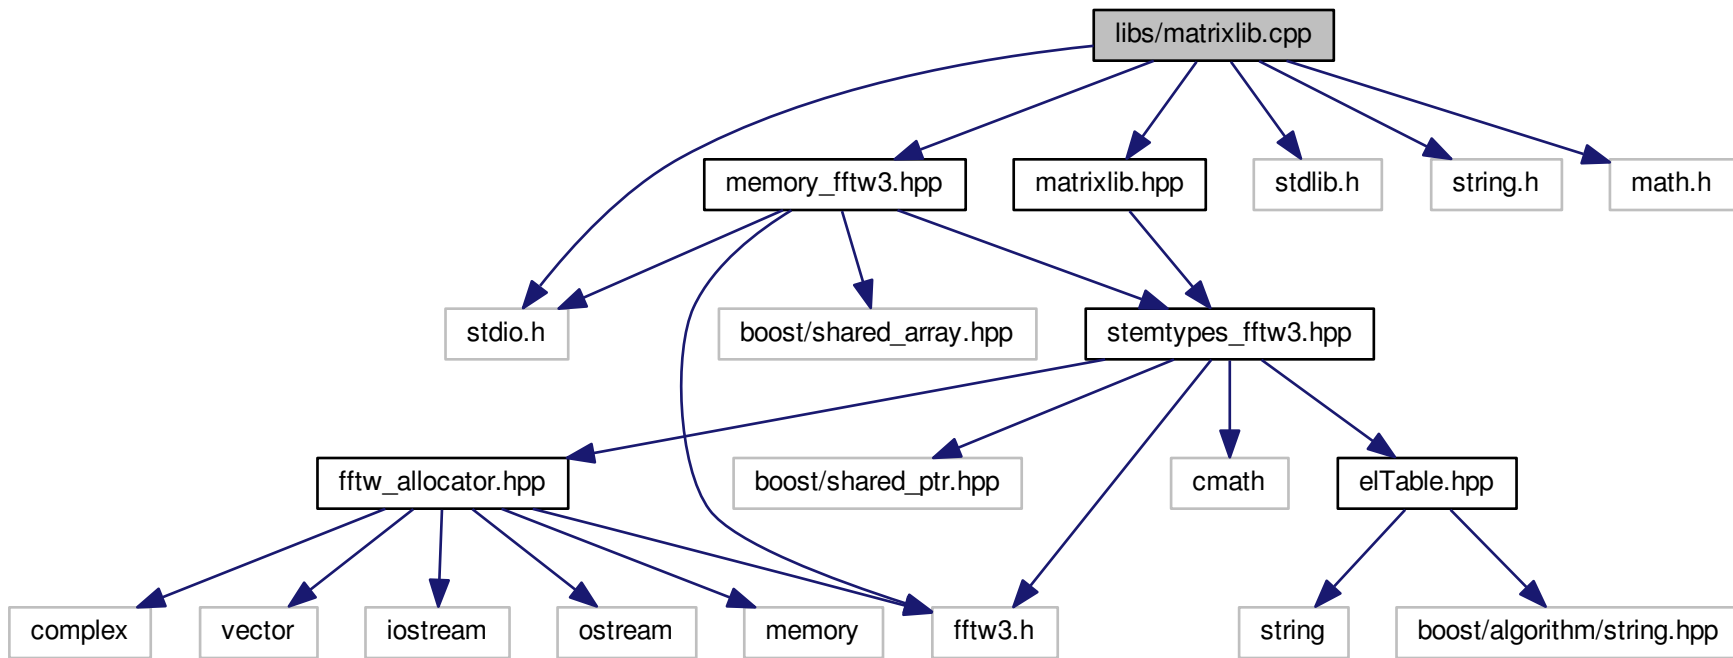 libs/matrixlib.cpp
memory_fftw3.hpp
matrixlib.hpp
stdlib.h
string.h
math.h
stdio.h
boost/shared_array.hpp
stemtypes_fftw3.hpp
fftw_allocator.hpp
boost/shared_ptr.hpp
cmath
elTable.hpp
complex
vector
iostream
ostream
memory
fftw3.h
string
boost/algorithm/string.hpp